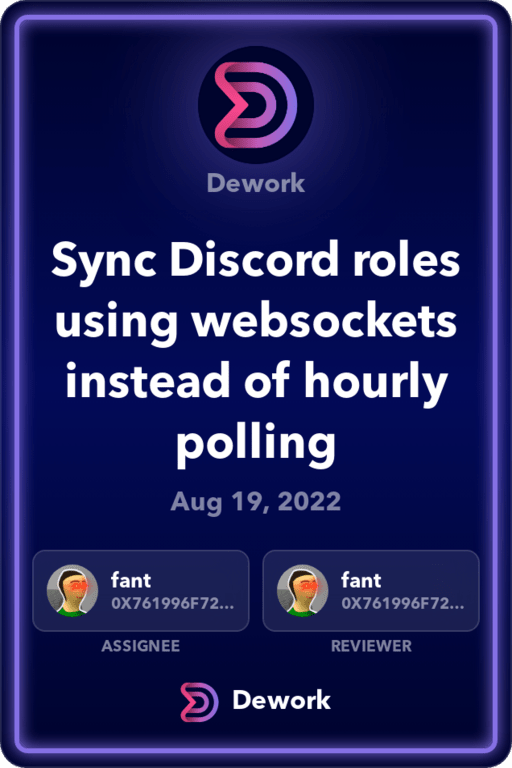 Dework
Sync Discord roles
using websockets
instead of hourly
polling
Aug 19, 2022
fant
0X761996F72...
ASSIGNEE
fant
0X761996F72...
REVIEWER
Dework